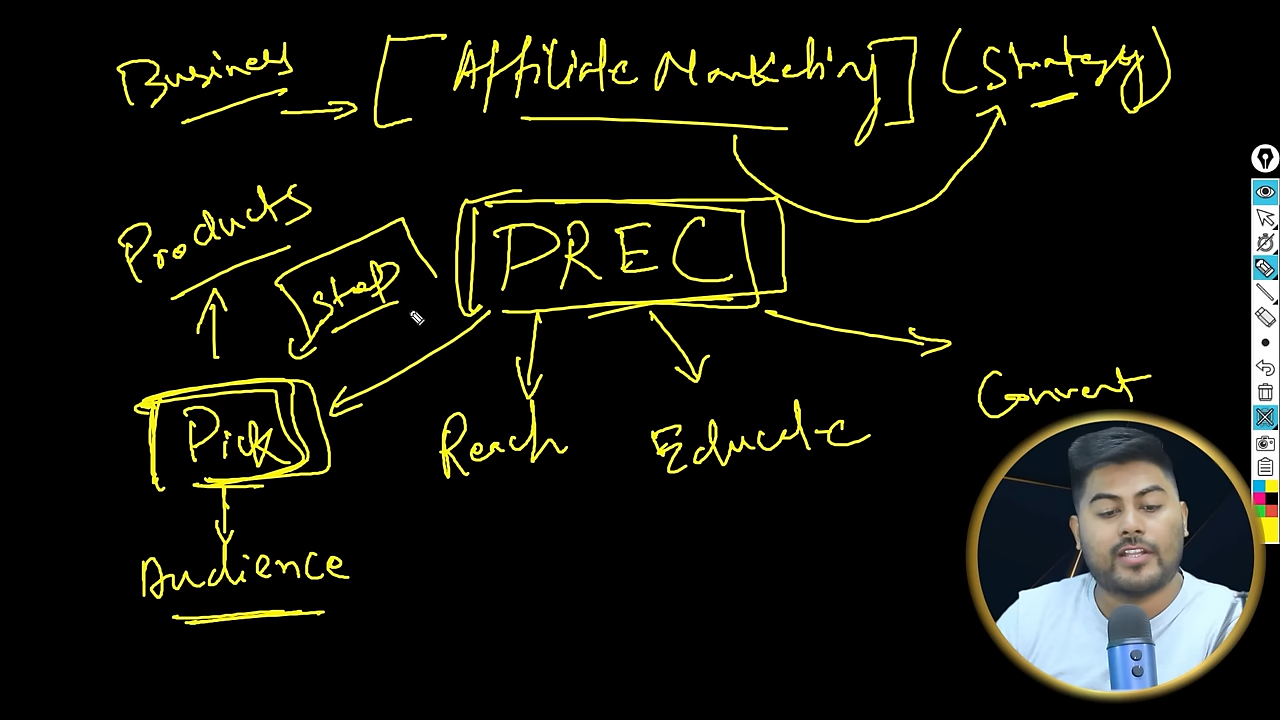 Business → [Affiliate Marketing] (Strategy)
Products
Step
PREC
Pick
Reach
Educate
Convert
Audience